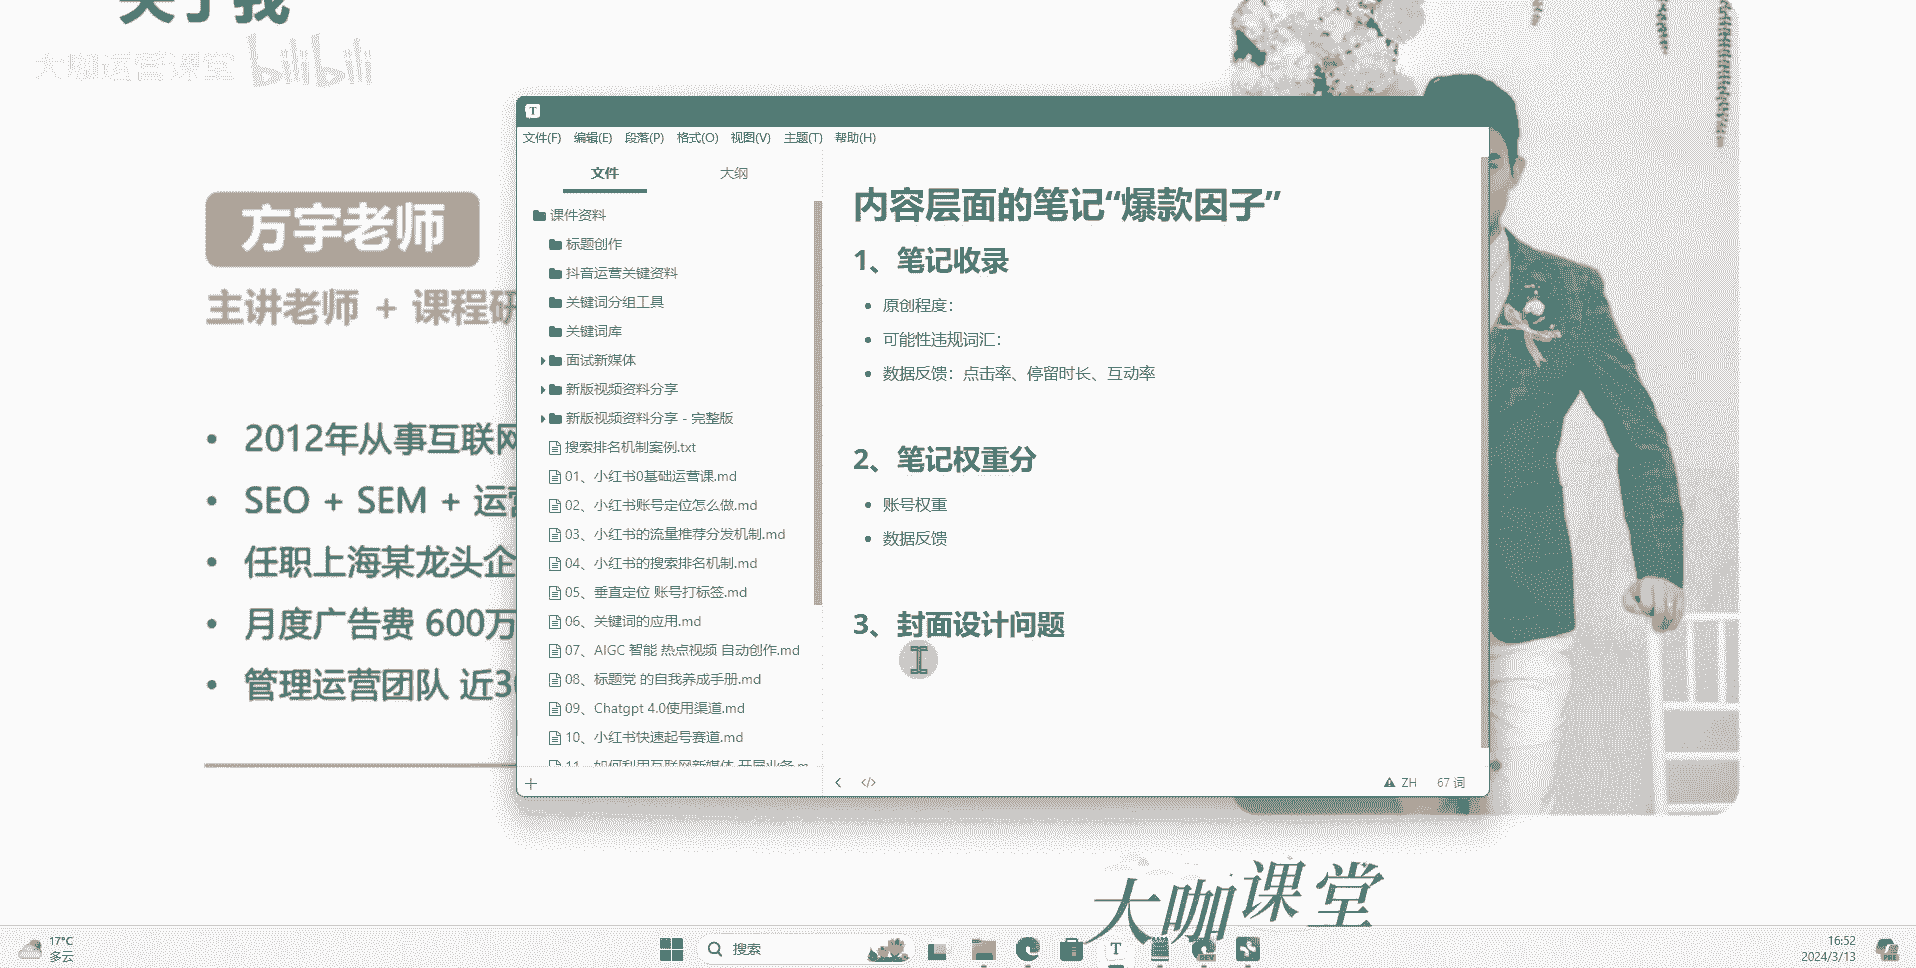 关于我
大咖运营课堂 bilibili
方宇老师
主讲老师 + 课程研
2012年从事互联网
SEO + SEM + 运营
任职上海某龙头企
月度广告费 600万
管理运营团队 近30
T
文件(F) 编辑(E) 段落(P) 格式(O) 视图(V) 主题(T) 帮助(H)
文件 大纲
课件资料
标题创作
抖音运营关键资料
关键词分组工具
关键词库
面试新媒体
新版视频资料分享
新版视频资料分享 - 完整版
搜索排名机制案例.txt
01、小红书0基础运营课.md
02、小红书账号定位怎么做.md
03、小红书的流量推荐分发机制.md
04、小红书的搜索排名机制.md
05、垂直定位 账号打标签.md
06、关键词的应用.md
07、AIGC 智能 热点视频 自动创作.md
08、标题党 的自我养成手册.md
09、Chatgpt 4.0使用渠道.md
10、小红书快速起号赛道.md
11、如何利用互联网新媒体 开展业务.m
内容层面的笔记“爆款因子”
1、笔记收录
原创程度：
可能性违规词汇：
数据反馈：点击率、停留时长、互动率
2、笔记权重分
账号权重
数据反馈
3、封面设计问题
ZH 67 词
大咖课堂
17°C
多云
搜索
T
DEV
16:52
2024/3/13
PRE